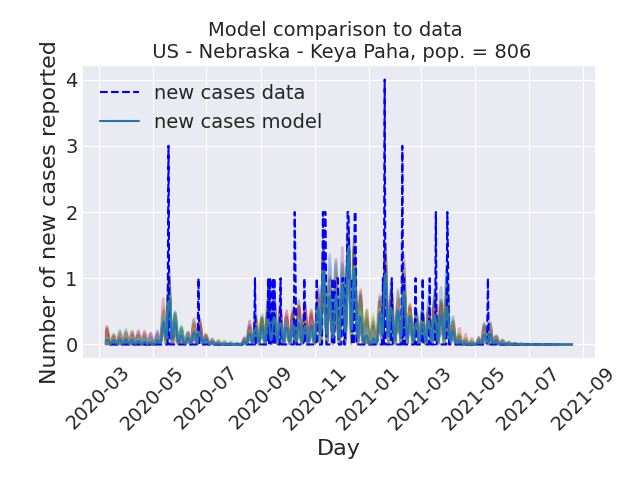 Model comparison to data
US - Nebraska - Keya Paha, pop. = 806
Number of new cases reported
4
3
2
1
0
new cases data
new cases model
2020-03
2020-05
2020-07
2020-09
2020-11
2021-01
2021-03
2021-05
2021-07
2021-09
Day